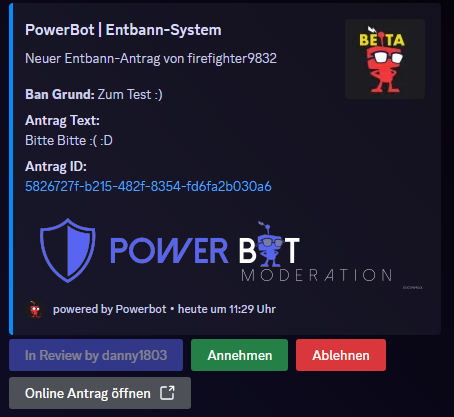 PowerBot | Entbann-System
BETA
Neuer Entbann-Antrag von firefighter9832
Ban Grund: Zum Test :)
Antrag Text:
Bitte Bitte :( :D
Antrag ID:
5826727f-b215-482f-8354-fd6fa2b030a6
POWER BOT
MODERATION
powered by Powerbot • heute um 11:29 Uhr
In Review by danny1803
Annehmen
Ablehnen
Online Antrag öffnen